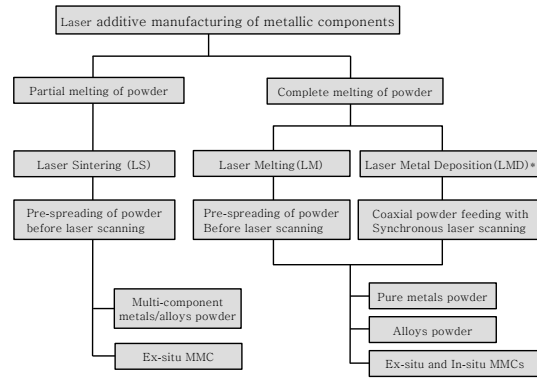 Laser additive manufacturing of metallic components
Partial melting of powder
Complete melting of powder
Laser Sintering (LS)
Laser Melting(LM)
Laser Metal Deposition(LMD)*
Pre-spreading of powder
before laser scanning
Pre-spreading of powder
Before laser scanning
Coaxial powder feeding with
Synchronous laser scanning
Multi-component
metals/alloys powder
Ex-situ MMC
Pure metals powder
Alloys powder
Ex-situ and In-situ MMCs